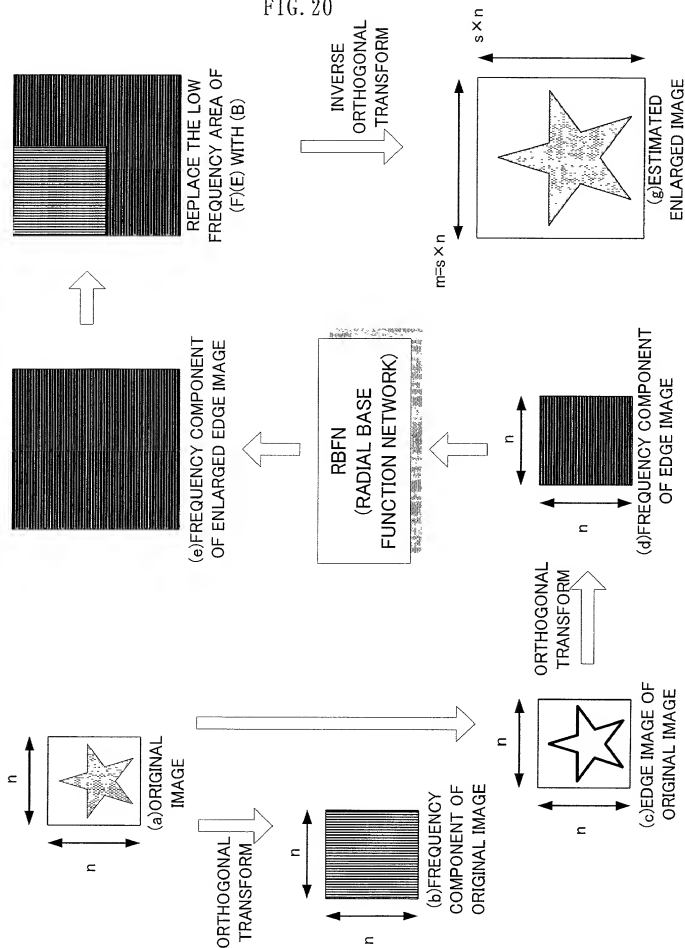 FIG. 20
n
n
(a)ORIGINAL
IMAGE
ORTHOGONAL
TRANSFORM
n
n
(b)FREQUENCY
COMPONENT OF
ORIGINAL IMAGE
n
n
(c)EDGE IMAGE OF
ORIGINAL IMAGE
ORTHOGONAL
TRANSFORM
n
n
(d)FREQUENCY COMPONENT
OF EDGE IMAGE
RBFN
(RADIAL BASE
FUNCTION NETWORK)
(e)FREQUENCY COMPONENT
OF ENLARGED EDGE IMAGE
REPLACE THE LOW
FREQUENCY AREA OF
(F)(E) WITH (B)
INVERSE
ORTHOGONAL
TRANSFORM
m=s×n
s×n
(g)ESTIMATED
ENLARGED IMAGE